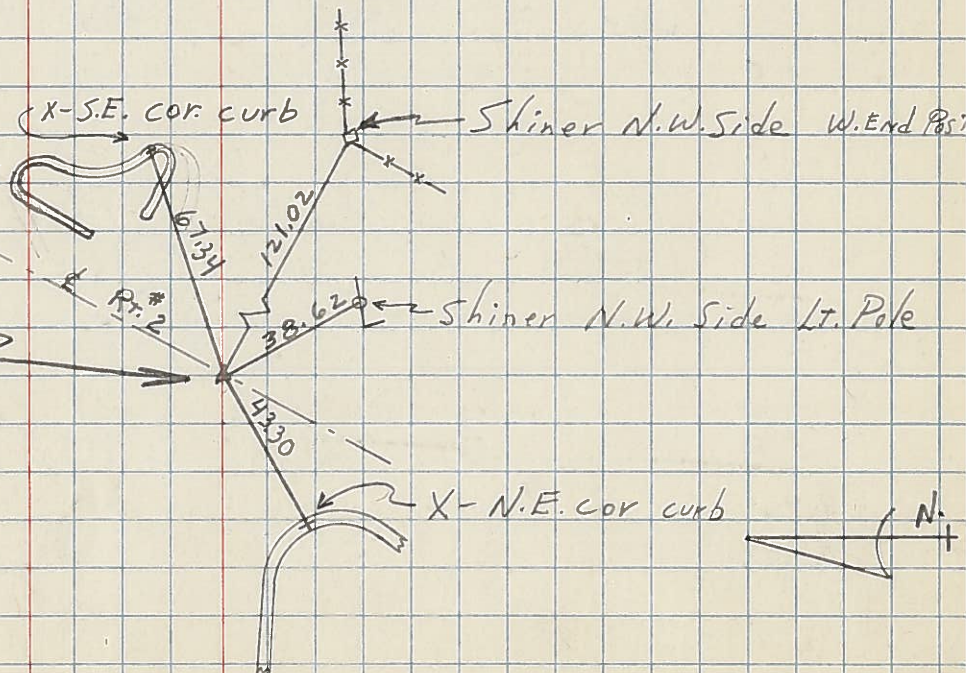 X-S.E. cor. curb
Shiner N.W. Side W. End Post
67.34
121.02
℄ Rt. # 2
38.62
Shiner N.W. Side Lt. Pole
43.30
X- N.E. cor curb
N.